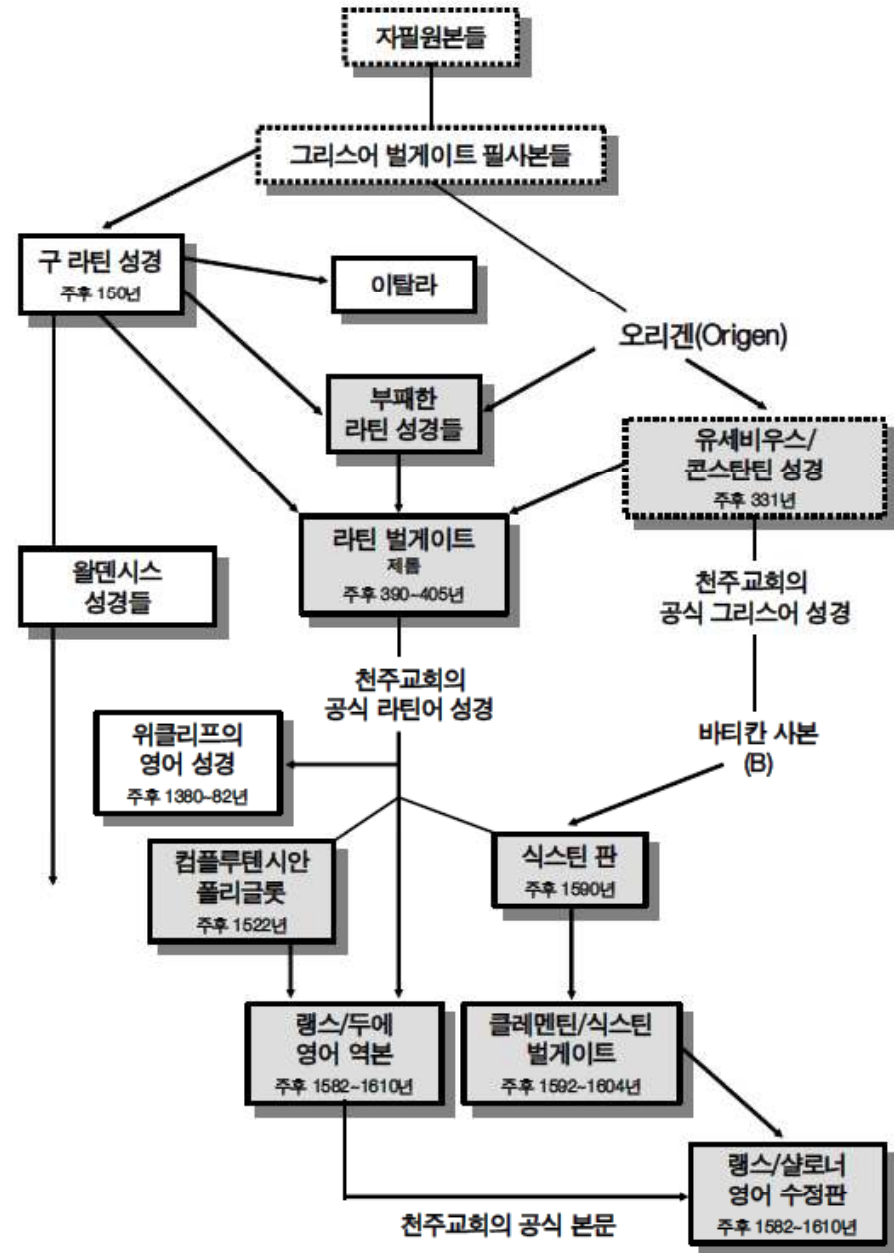 자필원본들
그리스어 벌게이트 필사본들
구 라틴 성경
주후 150년
이탈라
오리겐(Origen)
부패한
라틴 성경들
유세비우스/
콘스탄틴 성경
주후 331년
라틴 벌게이트
제롬
주후 390~405년
왈덴시스
성경들
천주교회의
공식 그리스어 성경
천주교회의
공식 라틴어 성경
위클리프의
영어 성경
주후 1380~82년
바티칸 사본
(B)
컴플루텐시안
폴리글롯
주후 1522년
식스틴 판
주후 1590년
랭스/두에
영어 역본
주후 1582~1610년
클레멘틴/식스틴
벌게이트
주후 1592~1604년
랭스/샬로너
영어 수정판
주후 1582~1610년
천주교회의 공식 본문